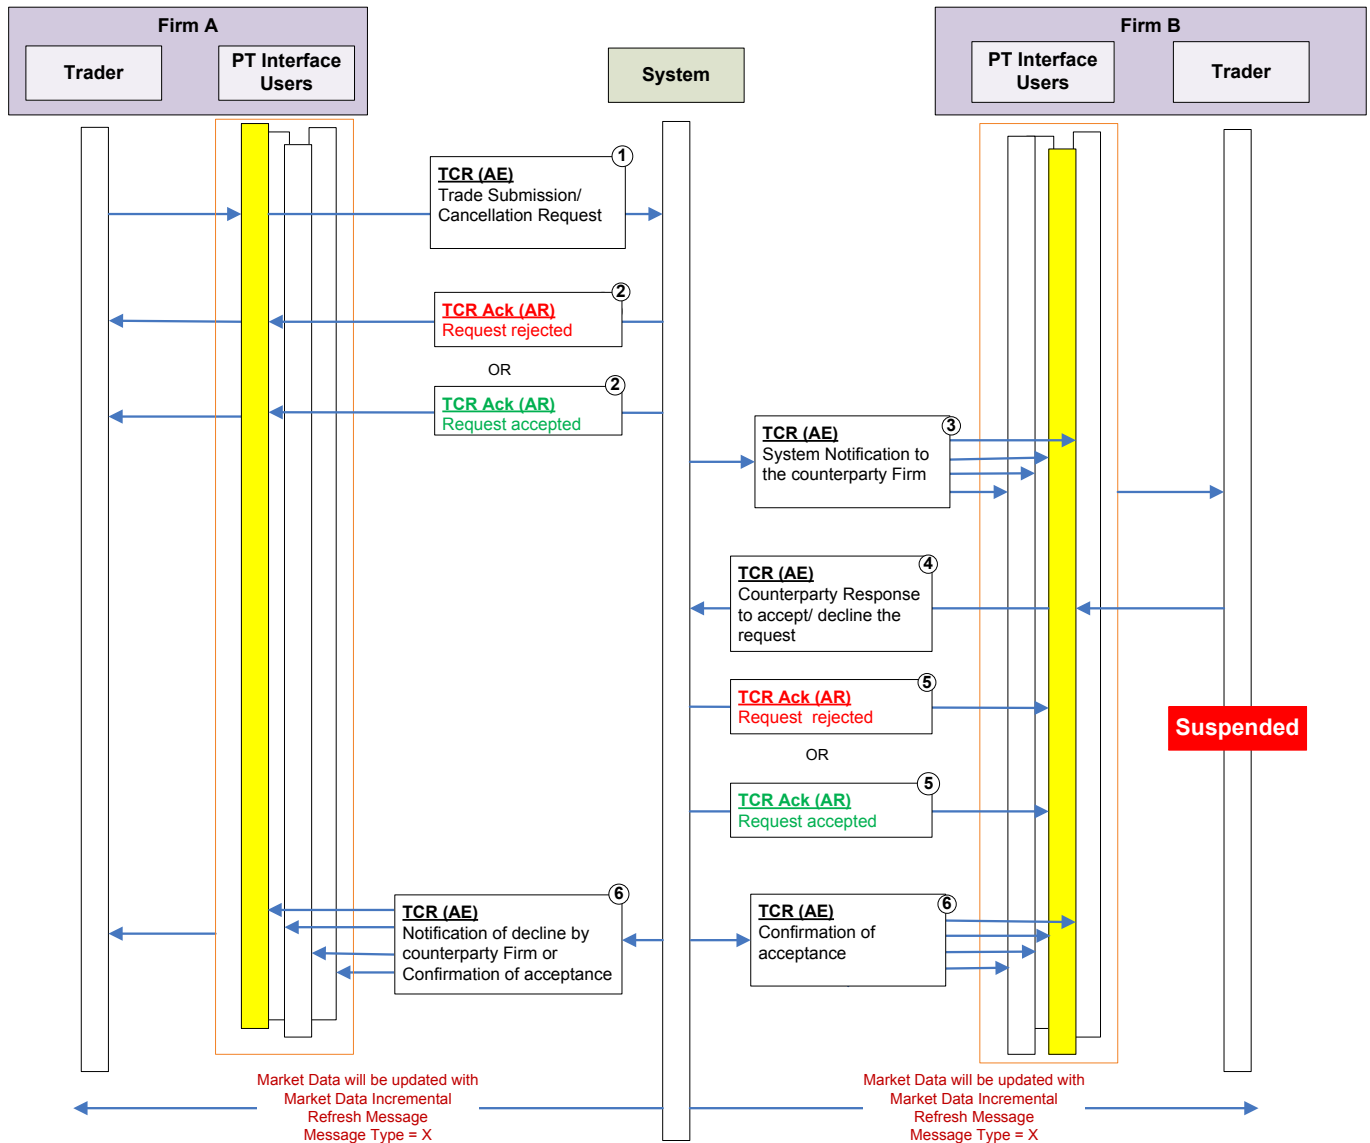 Firm A
Trader
PT Interface
Users
System
Firm B
PT Interface
Users
Trader
1
TCR (AE)
Trade Submission/
Cancellation Request
2
TCR Ack (AR)
Request rejected
OR
2
TCR Ack (AR)
Request accepted
3
TCR (AE)
System Notification to
the counterparty Firm
4
TCR (AE)
Counterparty Response
to accept/ decline the
request
5
TCR Ack (AR)
Request  rejected
Suspended
OR
5
TCR Ack (AR)
Request accepted
6
TCR (AE)
Notification of decline by
counterparty Firm or
Confirmation of acceptance
6
TCR (AE)
Confirmation of
acceptance
Market Data will be updated with
Market Data Incremental
Refresh Message
Message Type = X
Market Data will be updated with
Market Data Incremental
Refresh Message
Message Type = X